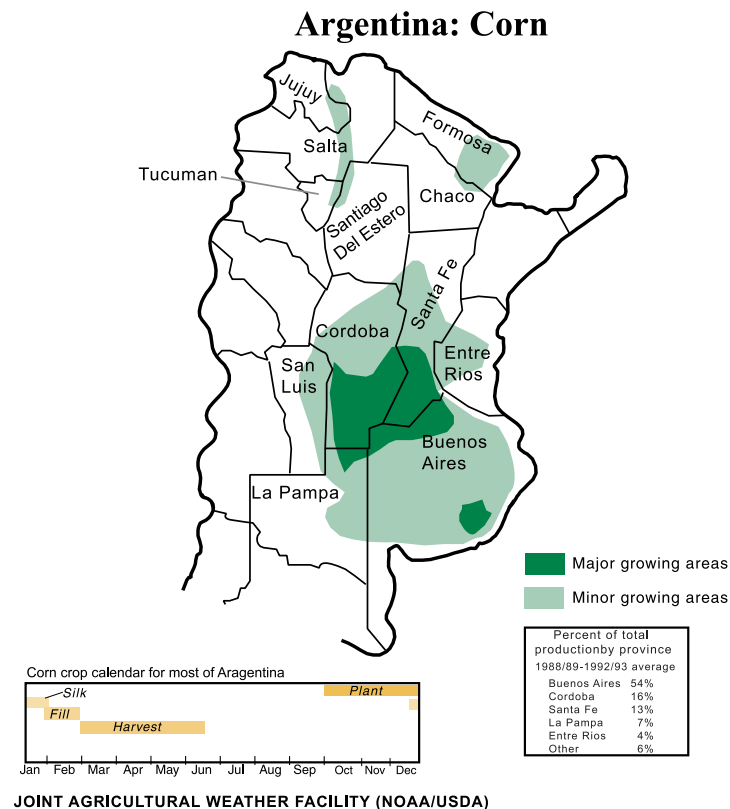 Argentina: Corn
Jujuy
Formosa
Salta
Tucuman
Chaco
Santiago
Del Estero
Santa Fe
Cordoba
Entre
Rios
San
Luis
Buenos
Aires
La Pampa
Major growing areas
Minor growing areas
Percent of total
productionby province
1988/89-1992/93 average
Buenos Aires 54%
Cordoba 16%
Santa Fe 13%
La Pampa 7%
Entre Rios 4%
Other 6%
Corn crop calendar for most of Aragentina
Plant
Silk
Fill
Harvest
Jan Feb Mar Apr May Jun Jul Aug Sep Oct Nov Dec
JOINT AGRICULTURAL WEATHER FACILITY (NOAA/USDA)